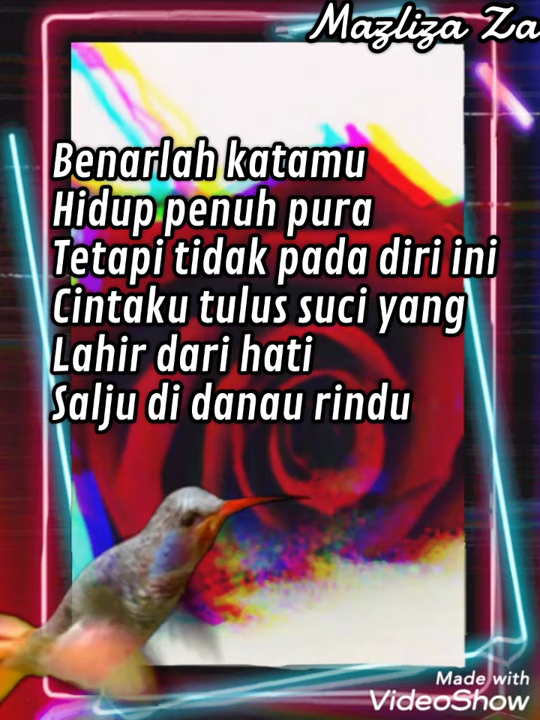 Mazliza Za
Benarlah katamu
Hidup penuh pura
Tetapi tidak pada diri ini
Cintaku tulus suci yang
Lahir dari hati
Salju di danau rindu
Made with
VideoShow